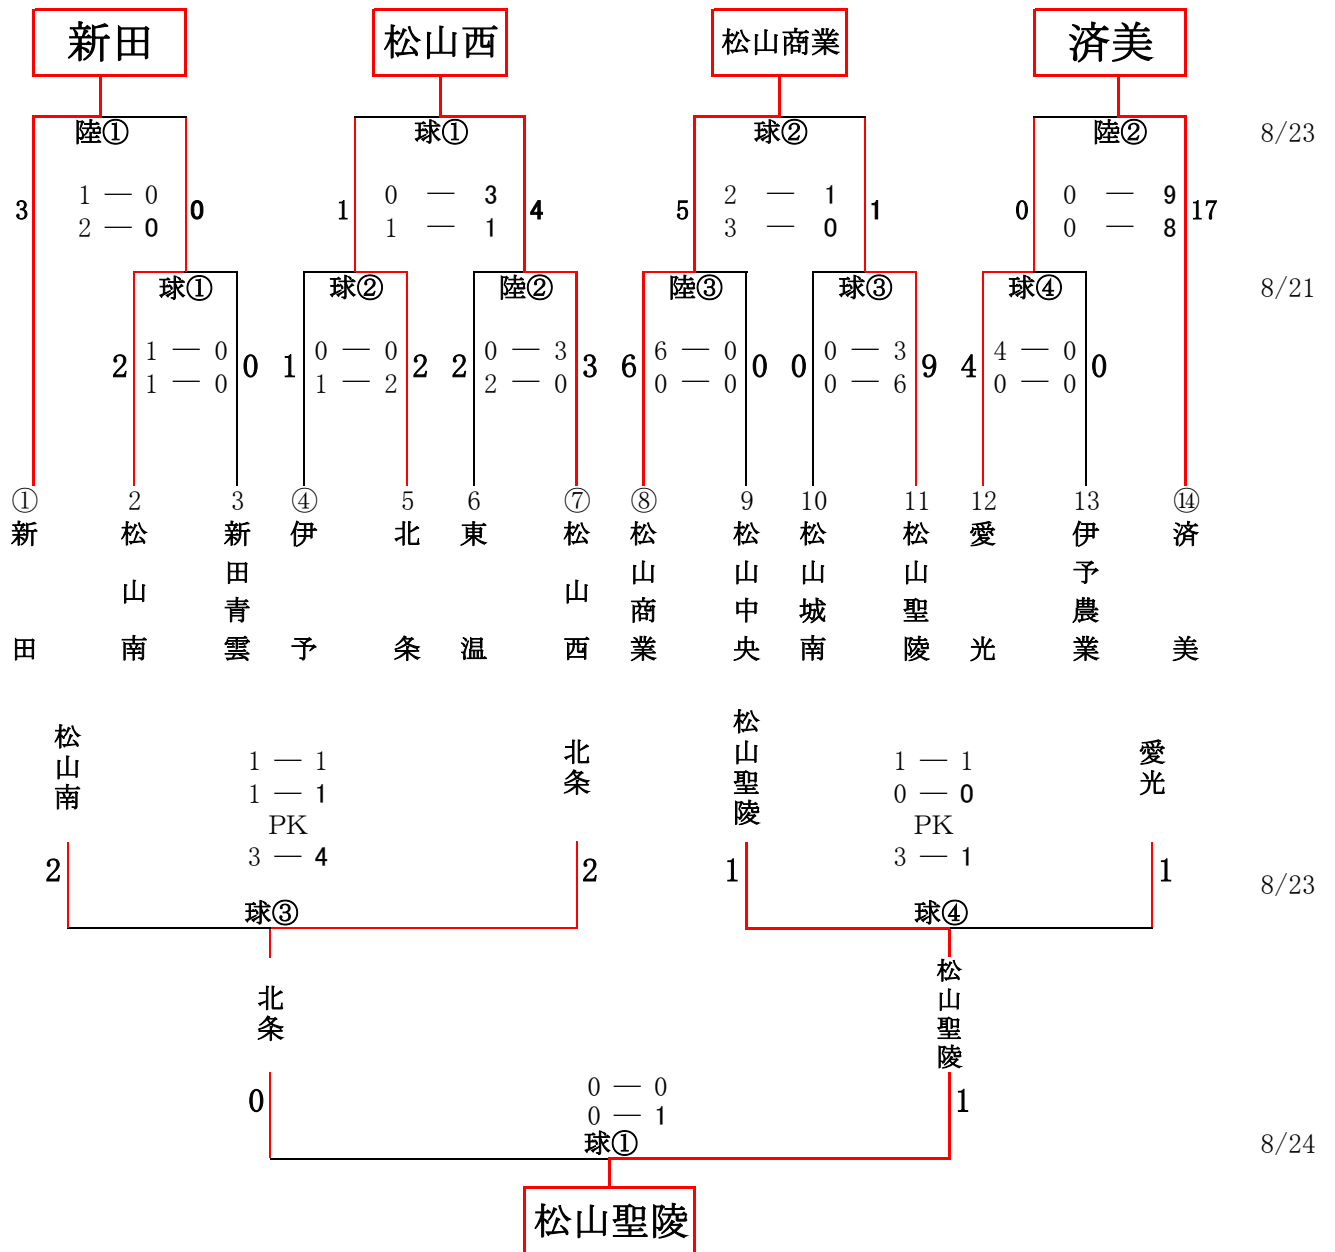 新田 松山西 松山商業 済美
陸① 球① 球② 陸② 8/23
1 — 0 0 — 3 2 — 1 0 — 9
3 0 1 4 5 1 0 17
2 — 0 1 — 1 3 — 0 0 — 8
球① 球② 陸② 陸③ 球③ 球④ 8/21
1 — 0 0 — 0 0 — 3 6 — 0 0 — 3 4 — 0
2 0 1 2 2 3 6 0 0 9 4 0
1 — 0 1 — 2 2 — 0 0 — 0 0 — 6 0 — 0
① 2 3 ④ 5 6 ⑦ ⑧ 9 10 11 12 13 ⑭
新田
松山南
新田青雲
伊予
北条
東温
松山西
松山商業
松山中央
松山城南
松山聖陵
愛光
伊予農業
済美
松山南
1 — 1
1 — 1
PK
3 — 4
北条
2 2
球③
松山聖陵
1 — 1
0 — 0
PK
3 — 1
愛光
1 1
8/23
球④
北条
松山聖陵
0 — 0
0 1
0 — 1
球①
8/24
松山聖陵